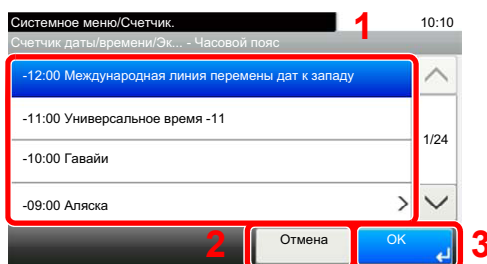 Системное меню/Счетчик. 1 10:10
Счетчик даты/времени/Эк... - Часовой пояс
-12:00 Международная линия перемены дат к западу
-11:00 Универсальное время -11
1/24
-10:00 Гавайи
-09:00 Аляска
2 Отмена OK 3